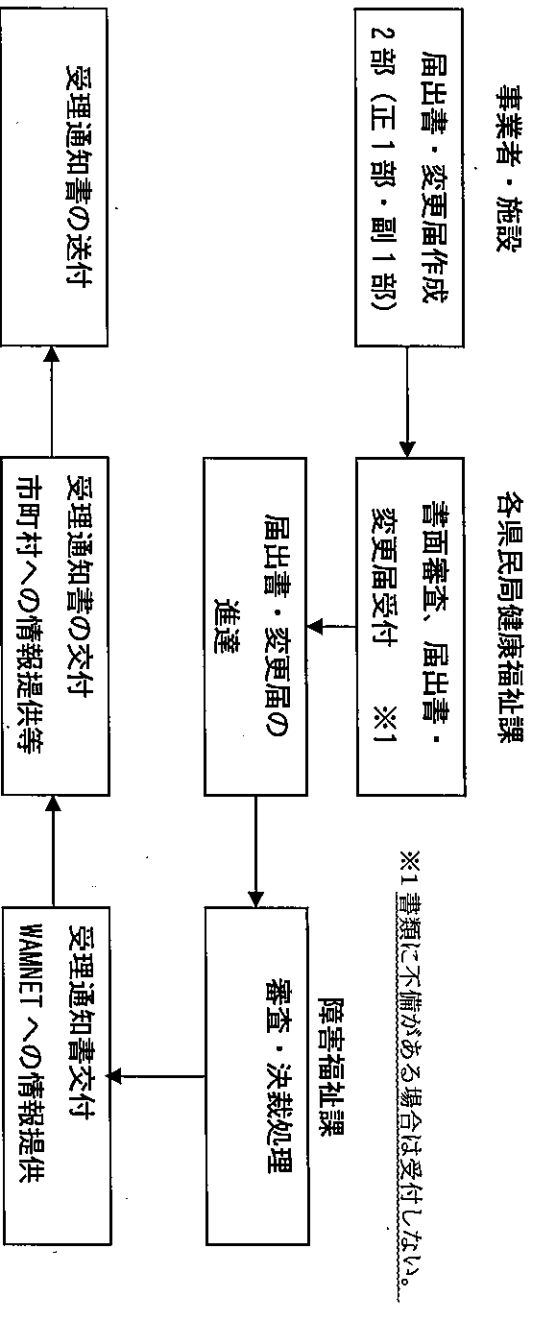 事業者・施設
各県民局健康福祉課
届出書・変更届作成
2部（正1部・副1部）
書面審査、届出書・
変更届受付　※1
※1 書類に不備がある場合は受付しない。
障害福祉課
届出書・変更届の
進達
審査・決裁処理
受理通知書の送付
受理通知書の交付
市町村への情報提供等
受理通知書交付
WAMNETへの情報提供